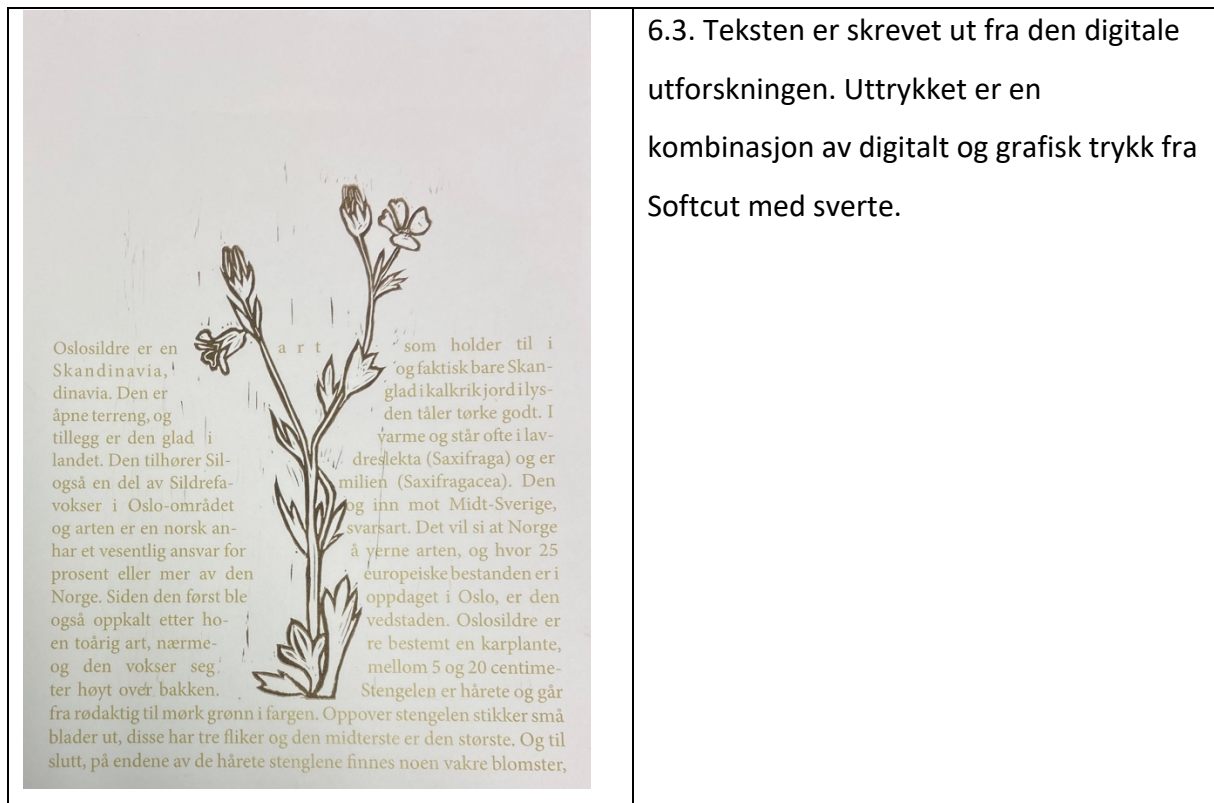 Oslosildre er en art som holder til i
Skandinavia, og faktisk bare Skan-
dinavia. Den er glad i kalkrik jord i lys-
åpne terreng, og den tåler tørke godt. I
tillegg er den glad i varme og står ofte i lav-
landet. Den tilhører Sil- dreslekta (Saxifraga) og er
også en del av Sildrefa- milien (Saxifragacea). Den
vokser i Oslo-området og inn mot Midt-Sverige,
og arten er en norsk an- svarsart. Det vil si at Norge
har et vesentlig ansvar for å verne arten, og hvor 25
prosent eller mer av den europeiske bestanden er i
Norge. Siden den først ble oppdaget i Oslo, er den
også oppkalt etter ho- vedstaden. Oslosildre er
en toårig art, nærme- re bestemt en karplante,
og den vokser seg mellom 5 og 20 centime-
ter høyt over bakken. Stengelen er hårete og går
fra rødaktig til mørk grønn i fargen. Oppover stengelen stikker små
blader ut, disse har tre fliker og den midterste er den største. Og til
slutt, på endene av de hårete stenglene finnes noen vakre blomster,
6.3. Teksten er skrevet ut fra den digitale
utforskningen. Uttrykket er en
kombinasjon av digitalt og grafisk trykk fra
Softcut med sverte.